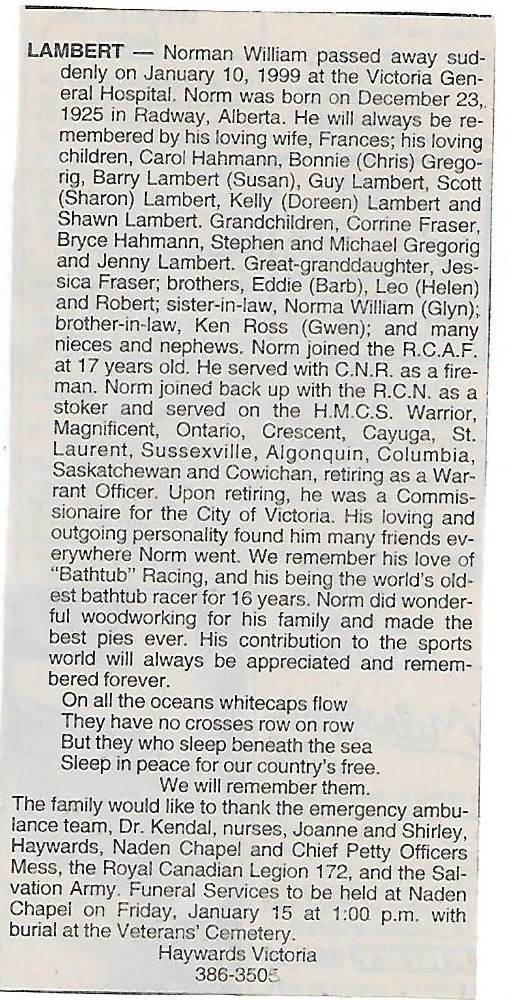 LAMBERT — Norman William passed away sud-
denly on January 10, 1999 at the Victoria Gen-
eral Hospital. Norm was born on December 23,
1925 in Radway, Alberta. He will always be re-
membered by his loving wife, Frances; his loving
children, Carol Hahmann, Bonnie (Chris) Grego-
rig, Barry Lambert (Susan), Guy Lambert, Scott
(Sharon) Lambert, Kelly (Doreen) Lambert and
Shawn Lambert. Grandchildren, Corrine Fraser,
Bryce Hahmann, Stephen and Michael Gregorig
and Jenny Lambert. Great-granddaughter, Jes-
sica Fraser; brothers, Eddie (Barb), Leo (Helen)
and Robert; sister-in-law, Norma William (Glyn);
brother-in-law, Ken Ross (Gwen); and many
nieces and nephews. Norm joined the R.C.A.F.
at 17 years old. He served with C.N.R. as a fire-
man. Norm joined back up with the R.C.N. as a
stoker and served on the H.M.C.S. Warrior,
Magnificent, Ontario, Crescent, Cayuga, St.
Laurent, Sussexville, Algonquin, Columbia,
Saskatchewan and Cowichan, retiring as a War-
rant Officer. Upon retiring, he was a Commis-
sionaire for the City of Victoria. His loving and
outgoing personality found him many friends ev-
erywhere Norm went. We remember his love of
"Bathtub" Racing, and his being the world's old-
est bathtub racer for 16 years. Norm did wonder-
ful woodworking for his family and made the
best pies ever. His contribution to the sports
world will always be appreciated and remem-
bered forever.
On all the oceans whitecaps flow
They have no crosses row on row
But they who sleep beneath the sea
Sleep in peace for our country's free.
We will remember them.
The family would like to thank the emergency ambu-
lance team, Dr. Kendal, nurses, Joanne and Shirley,
Haywards, Naden Chapel and Chief Petty Officers
Mess, the Royal Canadian Legion 172, and the Sal-
vation Army. Funeral Services to be held at Naden
Chapel on Friday, January 15 at 1:00 p.m. with
burial at the Veterans' Cemetery.
Haywards Victoria
386-3505